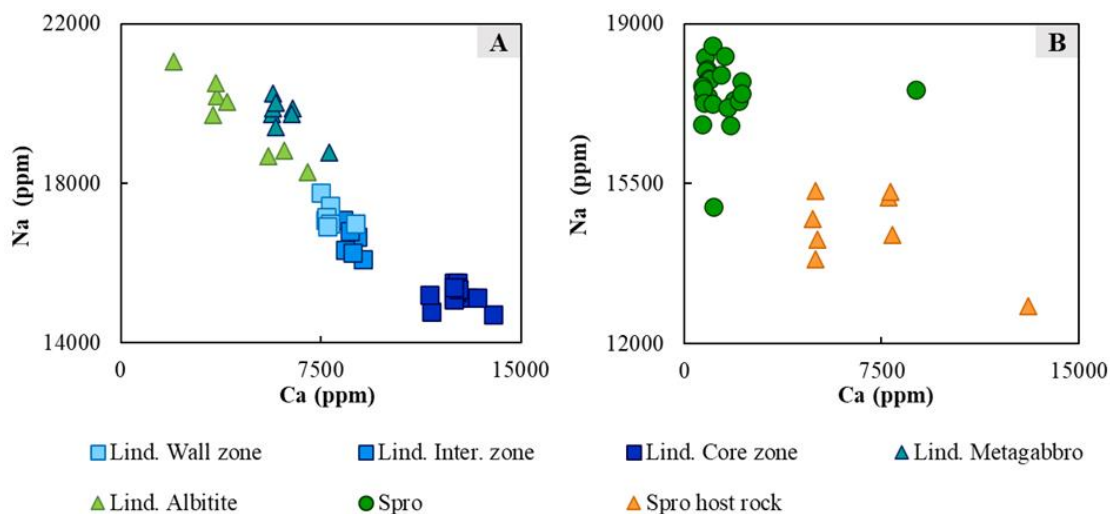 22000
A
18000
14000
Na (ppm)
0 7500 15000
Ca (ppm)
19000
B
15500
12000
Na (ppm)
0 7500 15000
Ca (ppm)
Lind. Wall zone Lind. Inter. zone Lind. Core zone Lind. Metagabbro
Lind. Albitite Spro Spro host rock